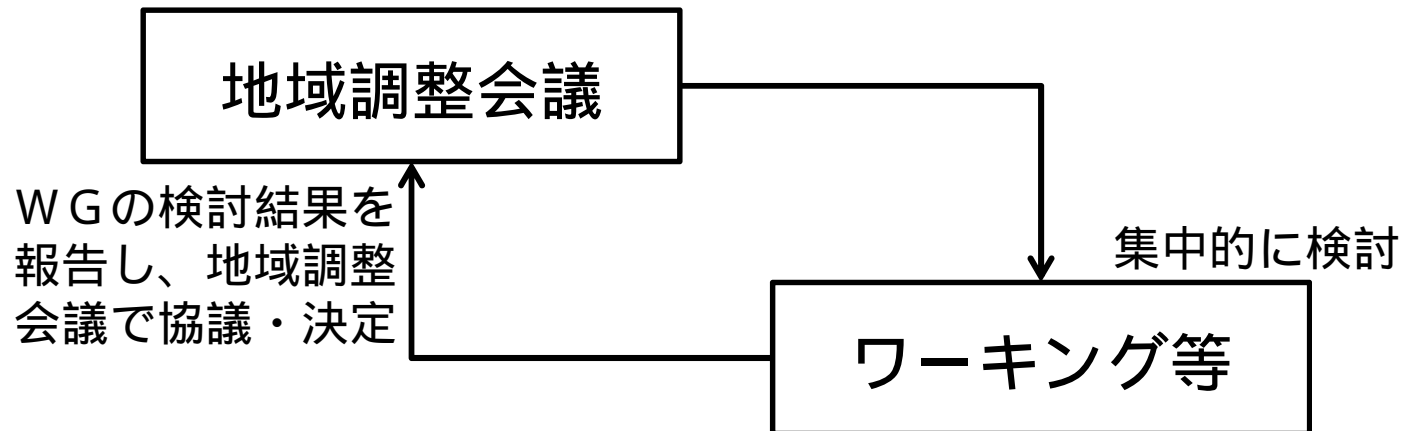 地域調整会議
ＷＧの検討結果を
報告し、地域調整
会議で協議・決定
集中的に検討
ワーキング等